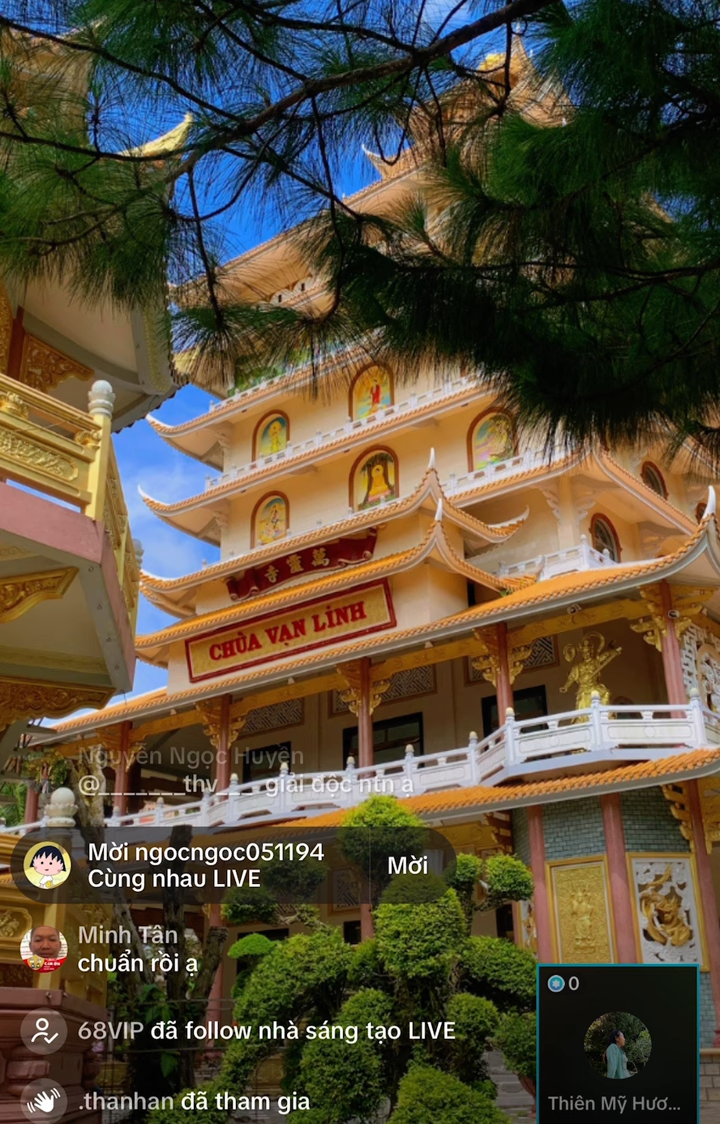 寺靈萬
CHÙA VẠN LINH
Nguyễn Ngọc Huyền
@_______thv___ giải độc ntn ạ
Mời ngocngoc051194
Cùng nhau LIVE
Mời
Minh Tân
chuẩn rồi ạ
68VIP đã follow nhà sáng tạo LIVE
.thanhan đã tham gia
0
Thiên Mỹ Hươ...